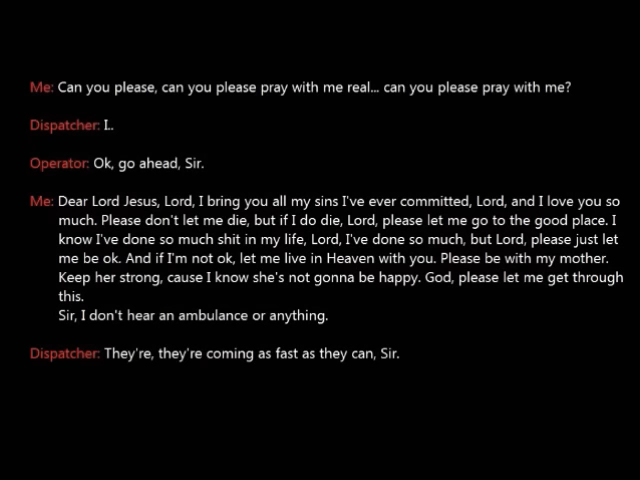 Me: Can you please, can you please pray with me real... can you please pray with me?
Dispatcher: I..
Operator: Ok, go ahead, Sir.
Me: Dear Lord Jesus, Lord, I bring you all my sins I've ever committed, Lord, and I love you so
much. Please don't let me die, but if I do die, Lord, please let me go to the good place. I
know I've done so much shit in my life, Lord, I've done so much, but Lord, please just let
me be ok. And if I'm not ok, let me live in Heaven with you. Please be with my mother.
Keep her strong, cause I know she's not gonna be happy. God, please let me get through
this.
Sir, I don't hear an ambulance or anything.
Dispatcher: They're, they're coming as fast as they can, Sir.